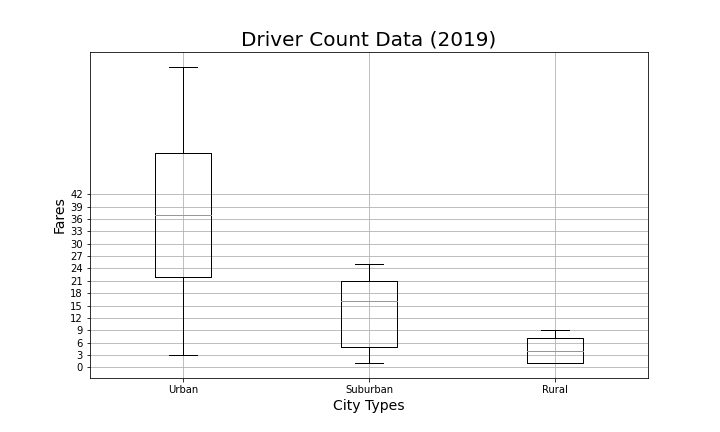 Driver Count Data (2019)
Fares
42
39
36
33
30
27
24
21
18
15
12
9
6
3
0
Urban
Suburban
Rural
City Types